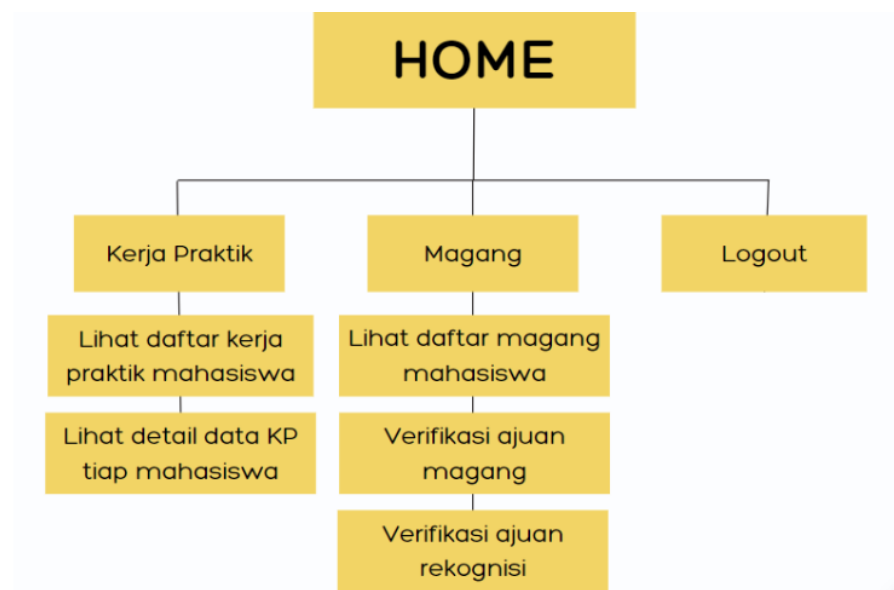 HOME
Kerja Praktik
Magang
Logout
Lihat daftar kerja
praktik mahasiswa
Lihat daftar magang
mahasiswa
Lihat detail data KP
tiap mahasiswa
Verifikasi ajuan
magang
Verifikasi ajuan
rekognisi